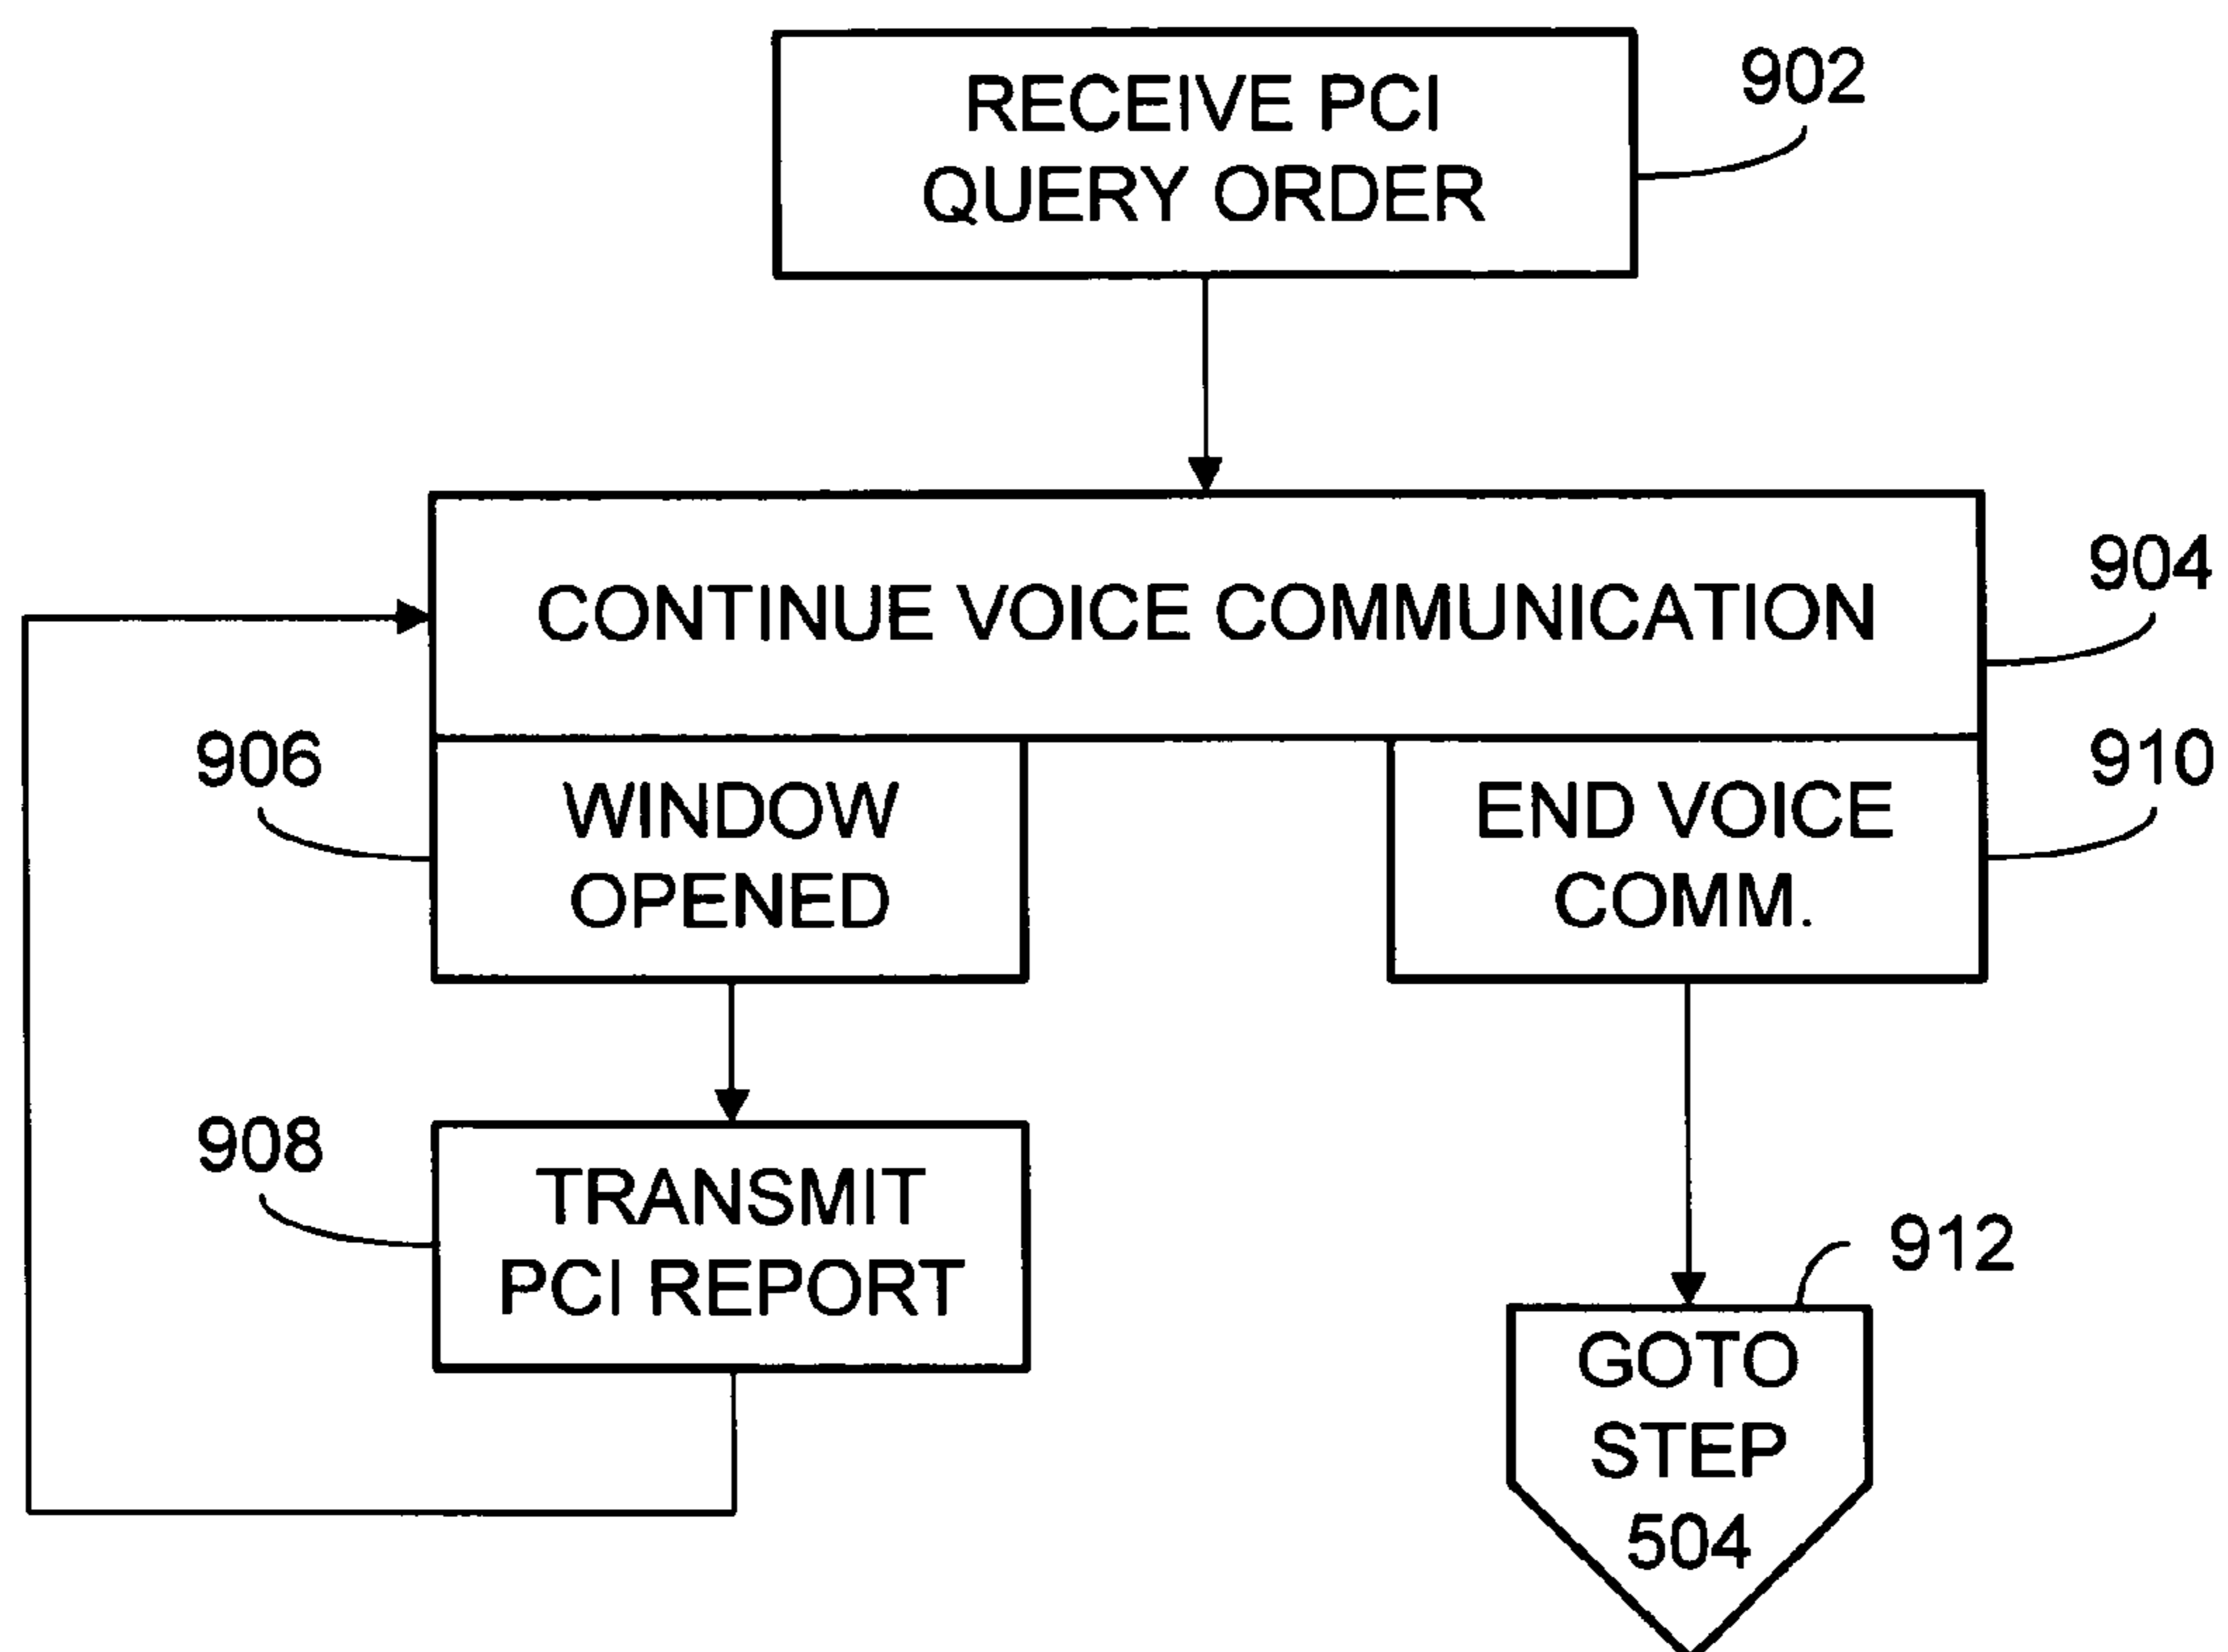 RECEIVE PCI
QUERY ORDER
902
CONTINUE VOICE COMMUNICATION
904
906
WINDOW
OPENED
END VOICE
COMM.
910
908
TRANSMIT
PCI REPORT
912
GOTO
STEP
504